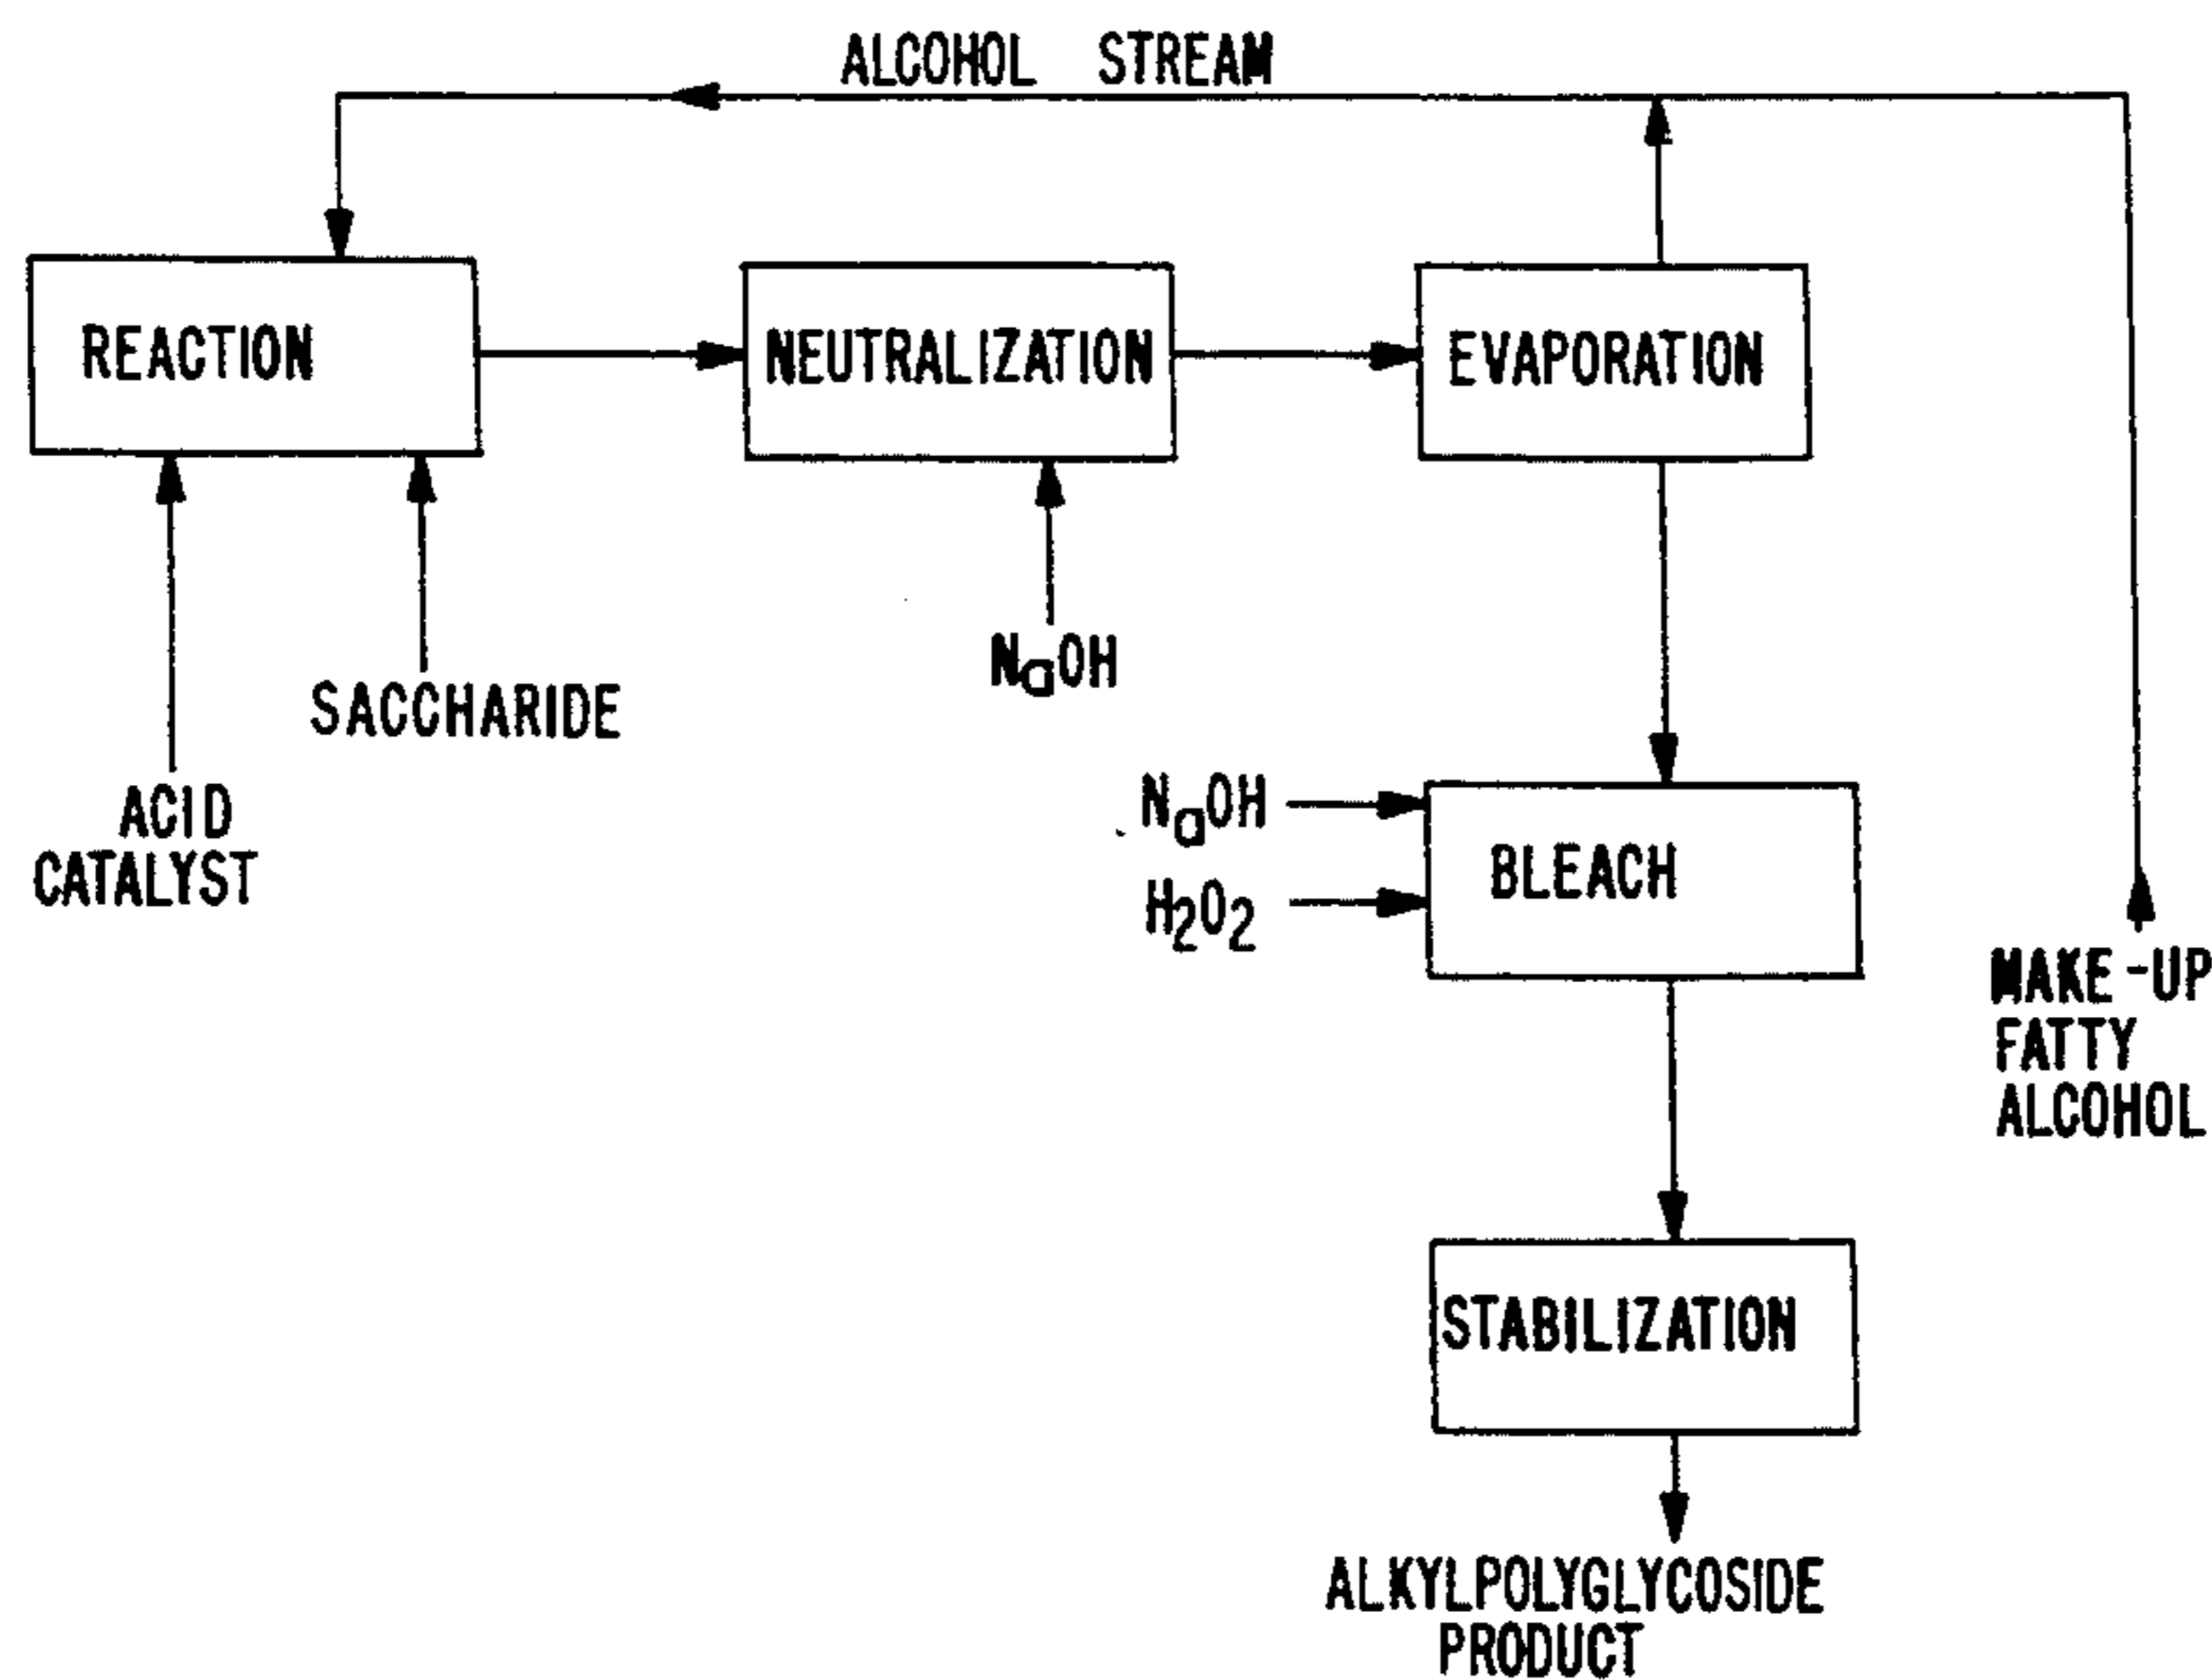 ALCOHOL STREAM
REACTION
NEUTRALIZATION
EVAPORATION
NaOH
SACCHARIDE
ACID
CATALYST
NaOH
H2O2
BLEACH
MAKE-UP
FATTY
ALCOHOL
STABILIZATION
ALKYLPOLYGLYCOSIDE
PRODUCT